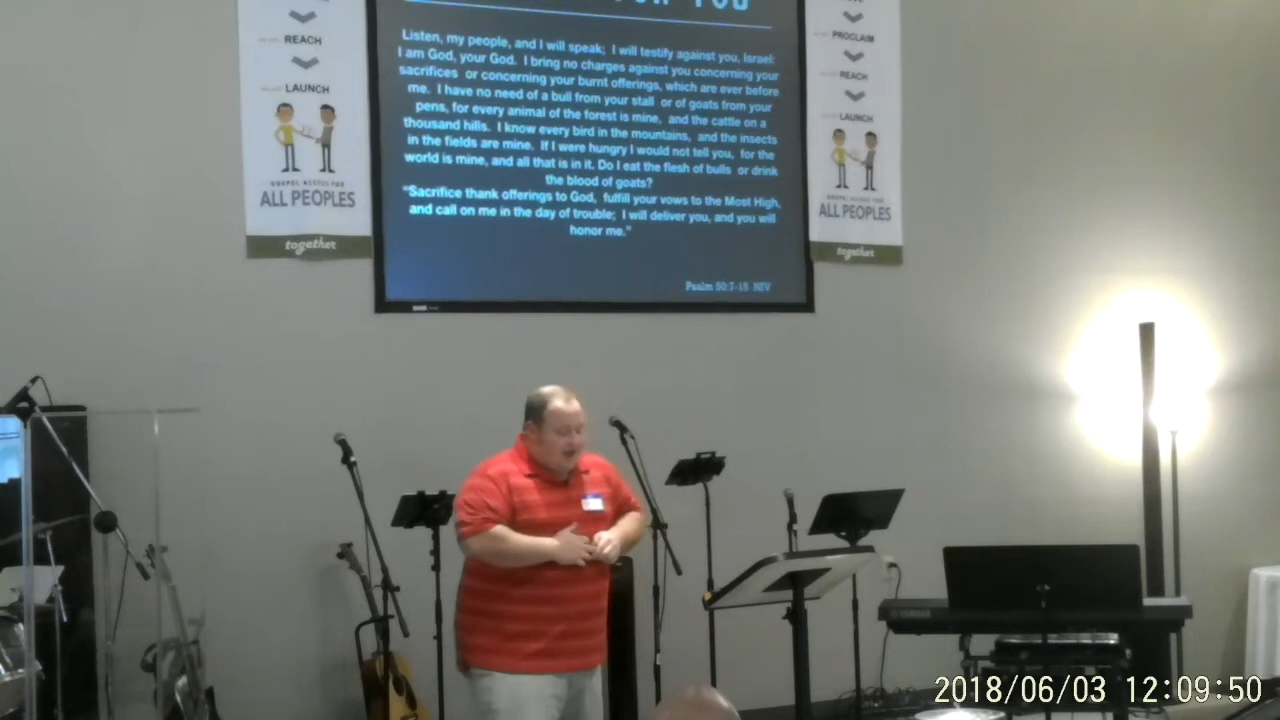 REACH
LAUNCH
GOSPEL ACCESS FOR
ALL PEOPLES
together
YOU
Listen, my people, and I will speak; I will testify against you, Israel:
I am God, your God. I bring no charges against you concerning your
sacrifices or concerning your burnt offerings, which are ever before
me. I have no need of a bull from your stall or of goats from your
pens, for every animal of the forest is mine, and the cattle on a
thousand hills. I know every bird in the mountains, and the insects
in the fields are mine. If I were hungry I would not tell you, for the
world is mine, and all that is in it. Do I eat the flesh of bulls or drink
the blood of goats?
"Sacrifice thank offerings to God, fulfill your vows to the Most High,
and call on me in the day of trouble; I will deliver you, and you will
honor me."
Psalm 50:7-15 NIV
PROCLAIM
REACH
LAUNCH
GOSPEL ACCESS FOR
ALL PEOPLES
together
YAMAHA
2018/06/03 12:09:50